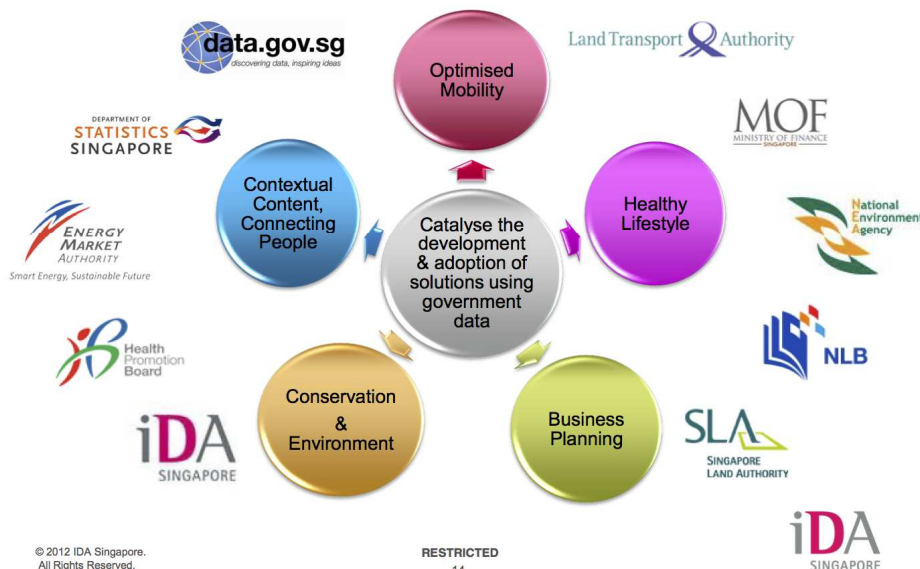 data.gov.sg
discovering data, inspiring ideas
Optimised
Mobility
Land Transport Authority
DEPARTMENT OF
STATISTICS
SINGAPORE
MOF
MINISTRY OF FINANCE
SINGAPORE
Contextual
Content,
Connecting
People
Healthy
Lifestyle
Catalyse the
development
& adoption of
solutions using
government
data
ENERGY
MARKET
AUTHORITY
Smart Energy, Sustainable Future
National
Environment
Agency
NEA
Health
Promotion
Board
NLB
Conservation
&
Environment
Business
Planning
iDA
SINGAPORE
SLA
SINGAPORE
LAND AUTHORITY
iDA
SINGAPORE
© 2012 IDA Singapore.
All Rights Reserved.
RESTRICTED
14